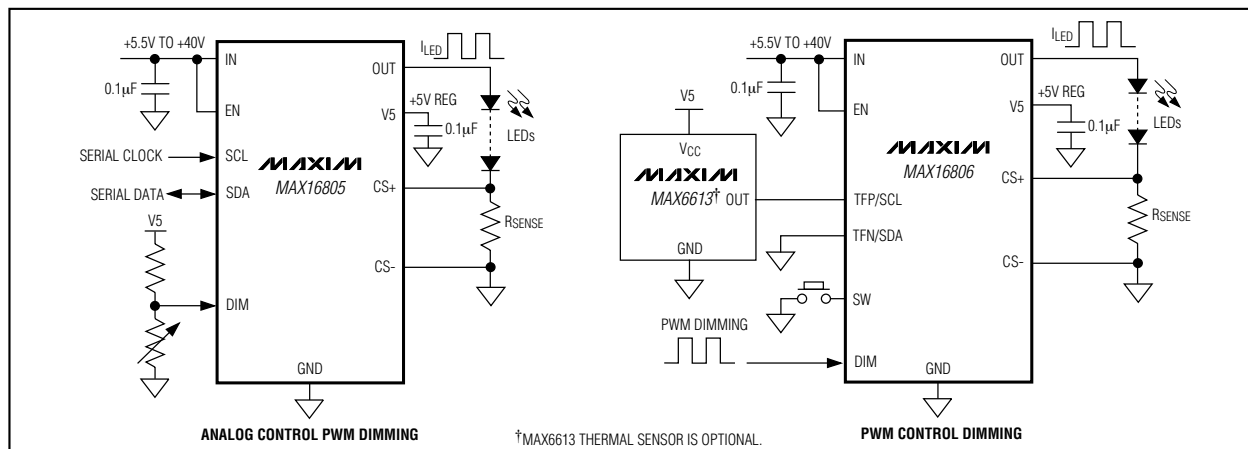 +5.5V TO +40V
0.1µF
IN
EN
SERIAL CLOCK
SCL
SERIAL DATA
SDA
V5
DIM
GND
MAXIM
MAX16805
OUT
V5
CS+
CS-
ILED
+5V REG
0.1µF
LEDs
RSENSE
ANALOG CONTROL PWM DIMMING
+5.5V TO +40V
0.1µF
V5
VCC
MAXIM
MAX6613† OUT
GND
IN
EN
TFP/SCL
TFN/SDA
SW
PWM DIMMING
DIM
GND
MAXIM
MAX16806
OUT
V5
CS+
CS-
ILED
+5V REG
0.1µF
LEDs
RSENSE
†MAX6613 THERMAL SENSOR IS OPTIONAL.
PWM CONTROL DIMMING